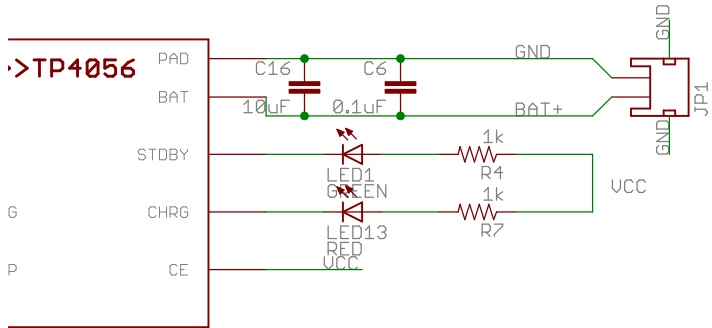 >>TP4056
PAD
BAT
STDBY
CHRG
CE
G
P
C16
10uF
C6
0.1uF
GND
BAT+
GND
GND
JP1
LED1
GREEN
1k
R4
LED13
RED
1k
R7
VCC
VCC